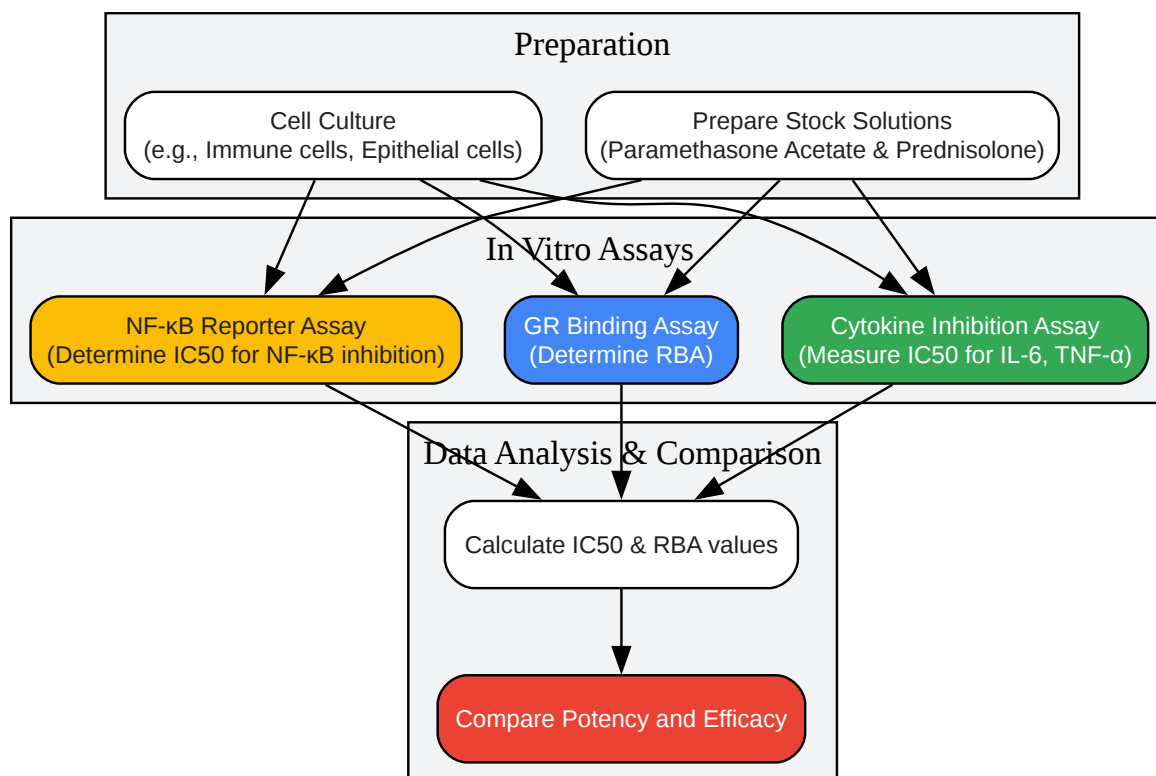 Preparation
Cell Culture
(e.g., Immune cells, Epithelial cells)
Prepare Stock Solutions
(Paramethasone Acetate & Prednisolone)
In Vitro Assays
NF-κB Reporter Assay
(Determine IC50 for NF-κB inhibition)
GR Binding Assay
(Determine RBA)
Cytokine Inhibition Assay
(Measure IC50 for IL-6, TNF-α)
Data Analysis & Comparison
Calculate IC50 & RBA values
Compare Potency and Efficacy